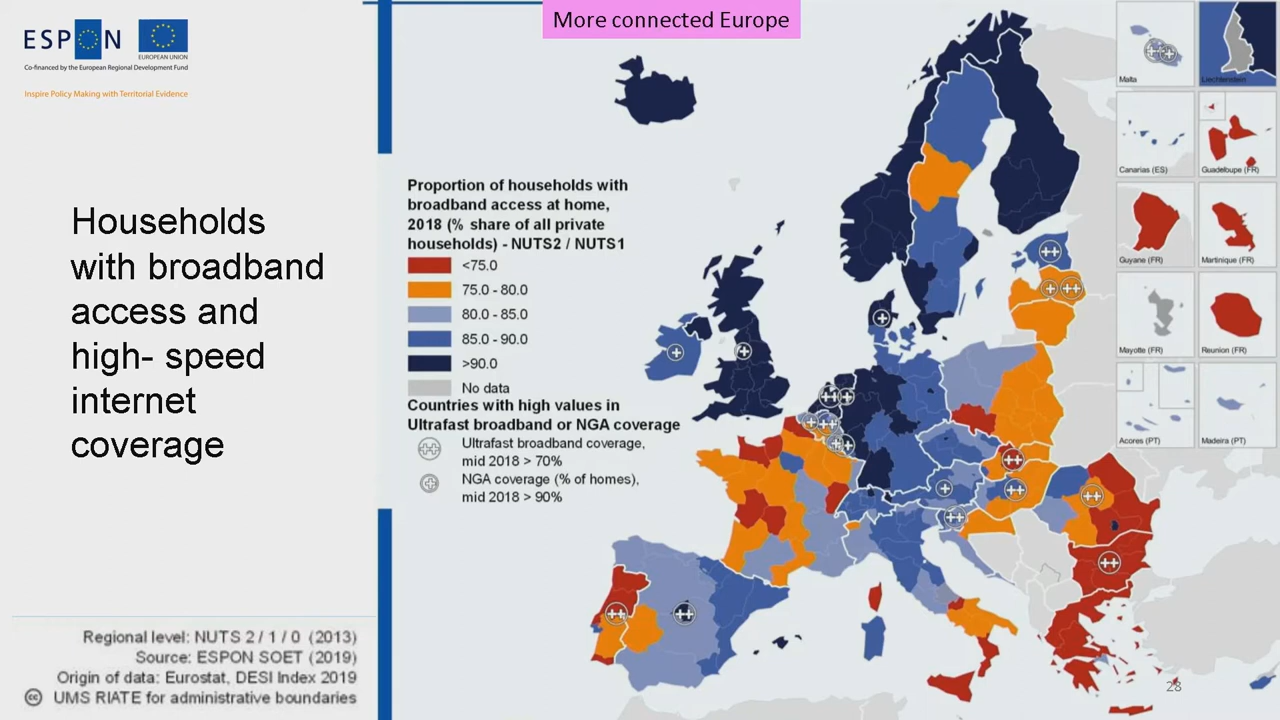 More connected Europe
ESPON
EUROPEAN UNION
Co-financed by the European Regional Development Fund
Inspire Policy Making with Territorial Evidence
Households
with broadband
access and
high- speed
internet
coverage
Regional level: NUTS 2 / 1 / 0 (2013)
Source: ESPON SOET (2019)
Origin of data: Eurostat, DESI Index 2019
cc UMS RIATE for administrative boundaries
Proportion of households with
broadband access at home,
2018 (% share of all private
households) - NUTS2 / NUTS1
<75.0
75.0 - 80.0
80.0 - 85.0
85.0 - 90.0
>90.0
No data
Countries with high values in
Ultrafast broadband or NGA coverage
Ultrafast broadband coverage,
mid 2018 > 70%
NGA coverage (% of homes),
mid 2018 > 90%
Malta
Liechtenstein
Canarias (ES)
Guadeloupe (FR)
Guyane (FR)
Martinique (FR)
Mayotte (FR)
Reunion (FR)
Acores (PT)
Madeira (PT)
28